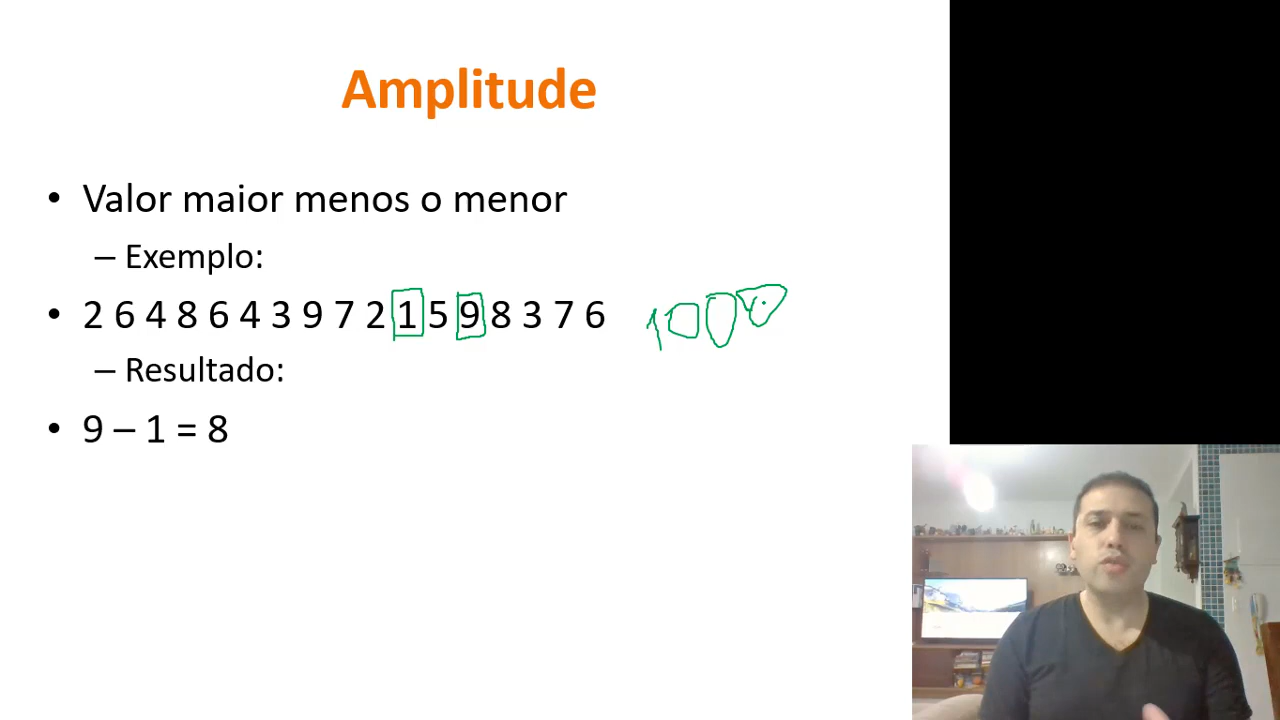 Amplitude
• Valor maior menos o menor
– Exemplo:
• 2 6 4 8 6 4 3 9 7 2 1 5 9 8 3 7 6 1000
– Resultado:
• 9 – 1 = 8